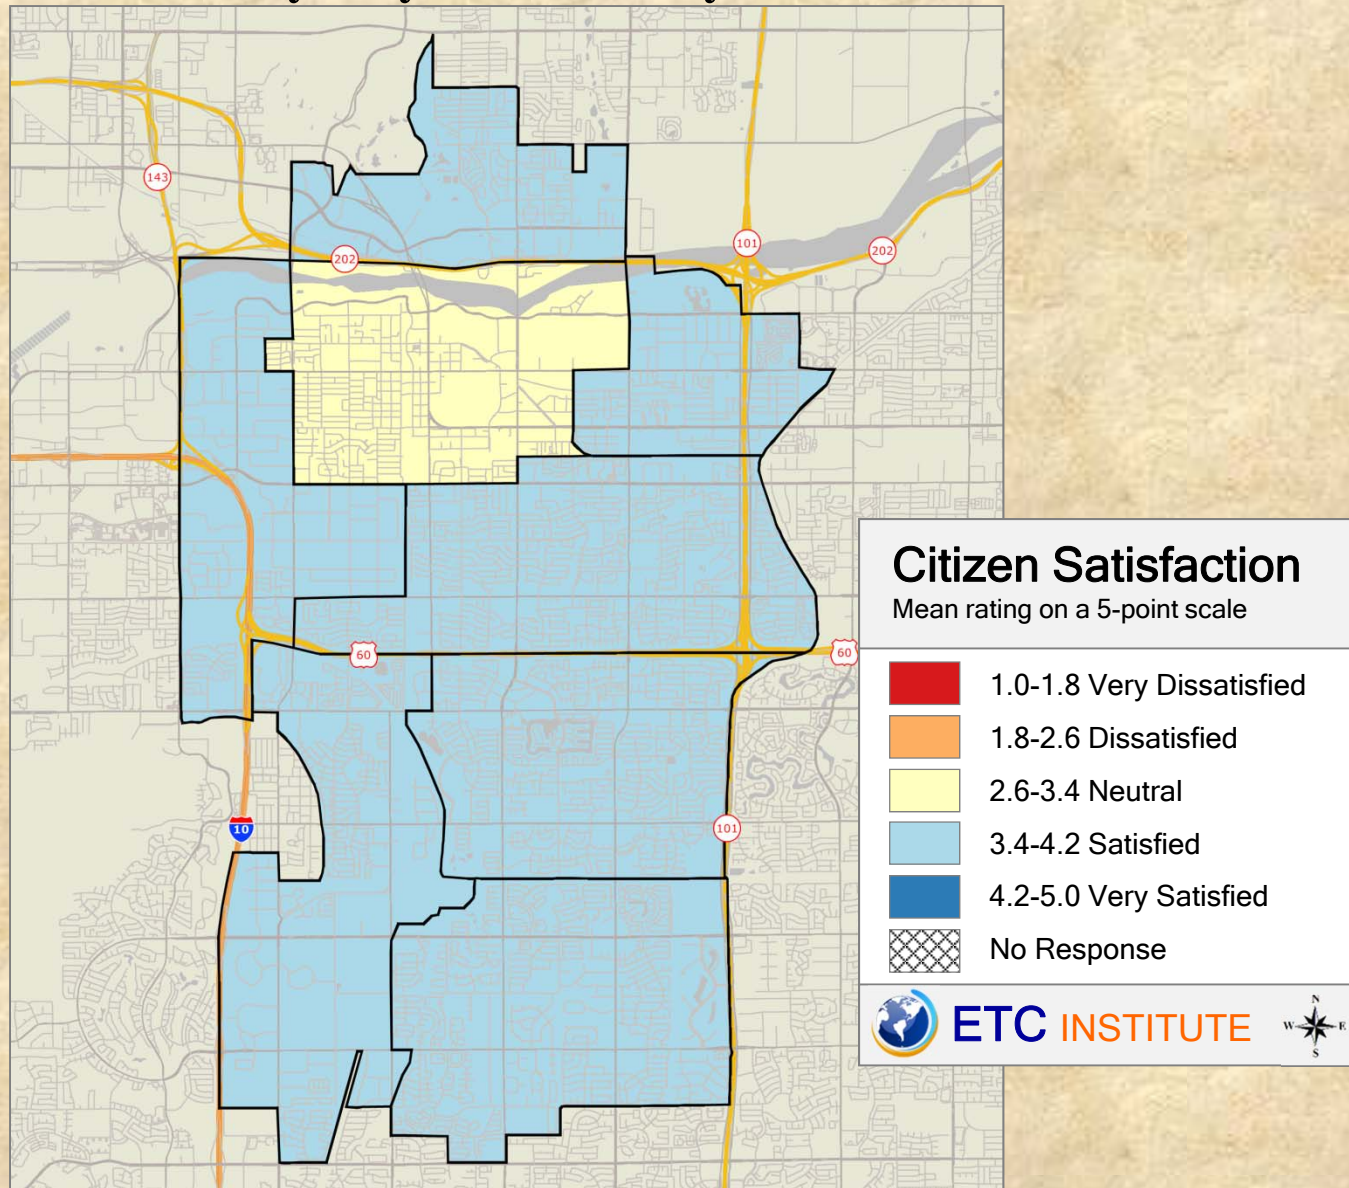 143
202
101
202
60
60
10
101
Citizen Satisfaction
Mean rating on a 5-point scale
1.0-1.8 Very Dissatisfied
1.8-2.6 Dissatisfied
2.6-3.4 Neutral
3.4-4.2 Satisfied
4.2-5.0 Very Satisfied
No Response
ETC INSTITUTE
N
W E
S